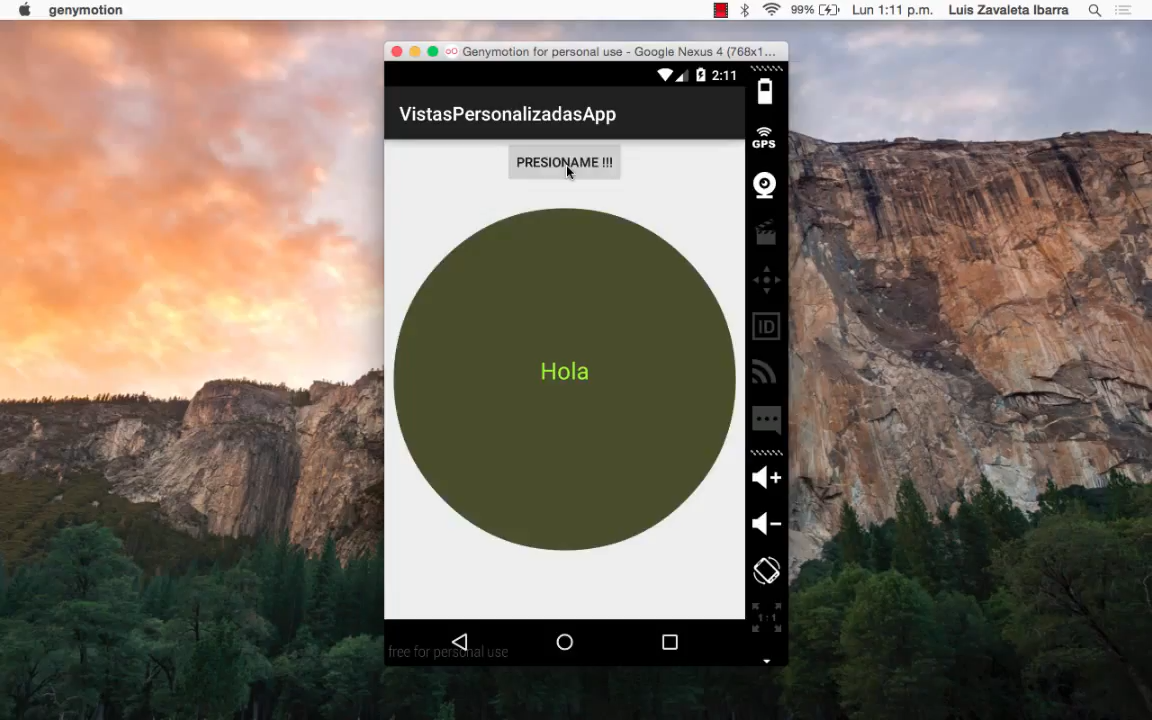 genymotion
99%
Lun 1:11 p.m.
Luis Zavaleta Ibarra
Genymotion for personal use - Google Nexus 4 (768x1...
2:11
VistasPersonalizadasApp
GPS
PRESIONAME !!!
ID
Hola
1:1
free for personal use